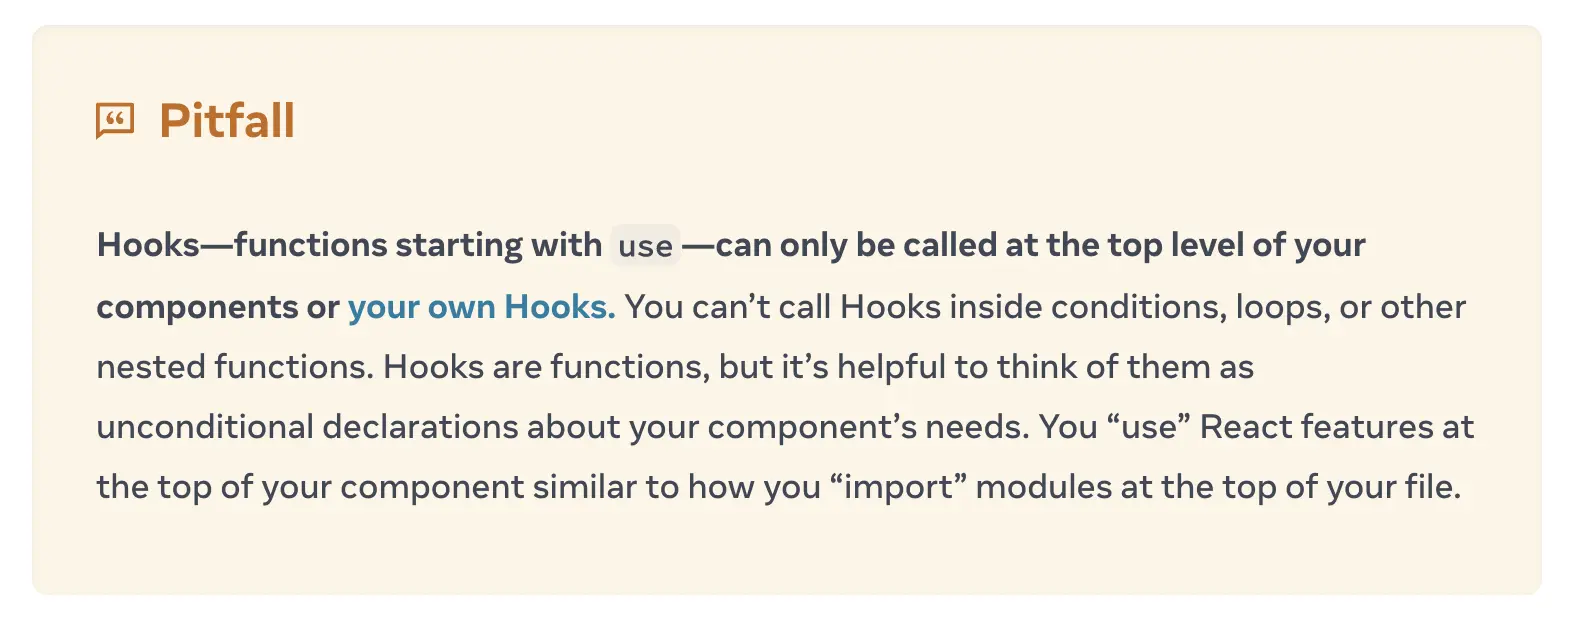 Pitfall
Hooks—functions starting with use—can only be called at the top level of your
components or your own Hooks. You can’t call Hooks inside conditions, loops, or other
nested functions. Hooks are functions, but it’s helpful to think of them as
unconditional declarations about your component’s needs. You “use” React features at
the top of your component similar to how you “import” modules at the top of your file.